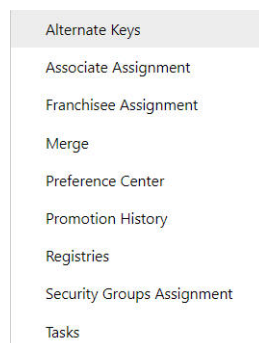 Alternate Keys
Associate Assignment
Franchisee Assignment
Merge
Preference Center
Promotion History
Registries
Security Groups Assignment
Tasks